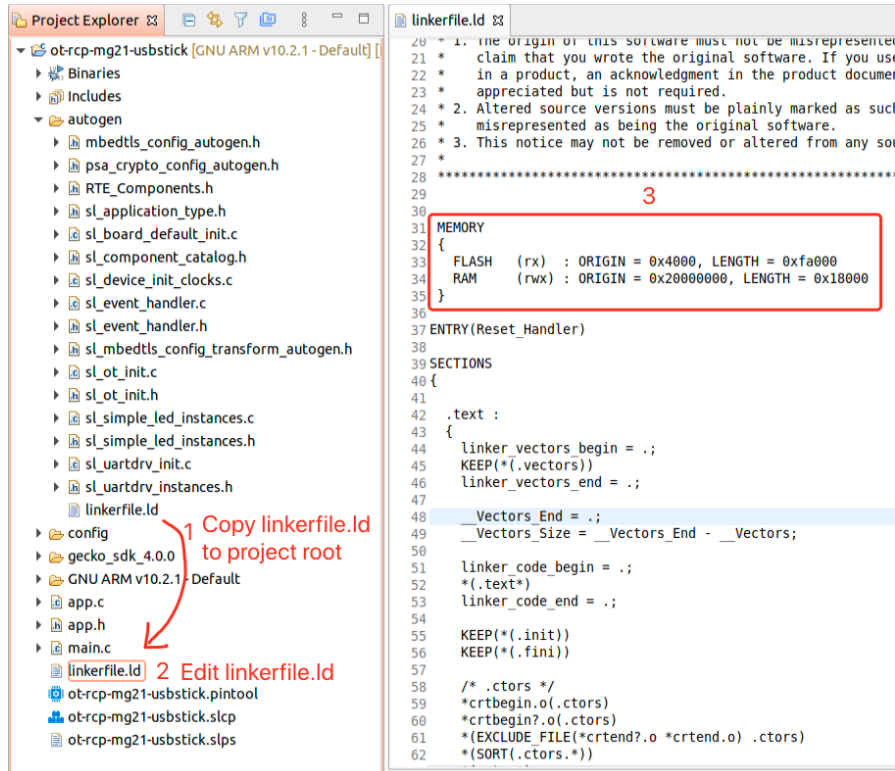 Project Explorer
ot-rcp-mg21-usbstick [GNU ARM v10.2.1 - Default] [
Binaries
Includes
autogen
mbedtls_config_autogen.h
psa_crypto_config_autogen.h
RTE_Components.h
sl_application_type.h
sl_board_default_init.c
sl_component_catalog.h
sl_device_init_clocks.c
sl_event_handler.c
sl_event_handler.h
sl_mbedtls_config_transform_autogen.h
sl_ot_init.c
sl_ot_init.h
sl_simple_led_instances.c
sl_simple_led_instances.h
sl_uartdrv_init.c
sl_uartdrv_instances.h
linkerfile.ld
config
gecko_sdk_4.0.0
GNU ARM v10.2.1 - Default
app.c
app.h
main.c
linkerfile.ld
ot-rcp-mg21-usbstick.pintool
ot-rcp-mg21-usbstick.slcp
ot-rcp-mg21-usbstick.slps
1 Copy linkerfile.ld
to project root
2 Edit linkerfile.ld
linkerfile.ld
20 * 1. The origin of this software must not be misrepresented
21 * claim that you wrote the original software. If you use
22 * in a product, an acknowledgment in the product documen
23 * appreciated but is not required.
24 * 2. Altered source versions must be plainly marked as such
25 * misrepresented as being the original software.
26 * 3. This notice may not be removed or altered from any sou
27 *
28 ***********************************************************
29
3
30
31 MEMORY
32 {
33 FLASH (rx) : ORIGIN = 0x4000, LENGTH = 0xfa000
34 RAM (rwx) : ORIGIN = 0x20000000, LENGTH = 0x18000
35 }
36
37 ENTRY(Reset_Handler)
38
39 SECTIONS
40 {
41
42 .text :
43 {
44 linker_vectors_begin = .;
45 KEEP(*(.vectors))
46 linker_vectors_end = .;
47
48 __Vectors_End = .;
49 __Vectors_Size = __Vectors_End - __Vectors;
50
51 linker_code_begin = .;
52 *(.text*)
53 linker_code_end = .;
54
55 KEEP(*(.init))
56 KEEP(*(.fini))
57
58 /* .ctors */
59 *crtbegin.o(.ctors)
60 *crtbegin?.o(.ctors)
61 *(EXCLUDE_FILE(*crtend?.o *crtend.o) .ctors)
62 *(SORT(.ctors.*))